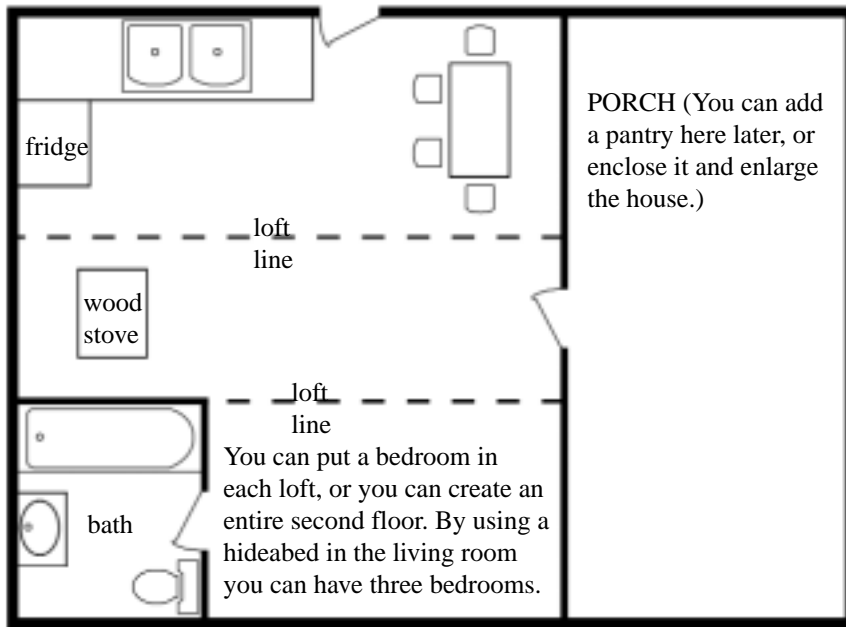 PORCH (You can add
a pantry here later, or
enclose it and enlarge
the house.)
fridge
loft
line
wood
stove
loft
line
You can put a bedroom in
each loft, or you can create an
entire second floor. By using a
hideabed in the living room
you can have three bedrooms.
bath